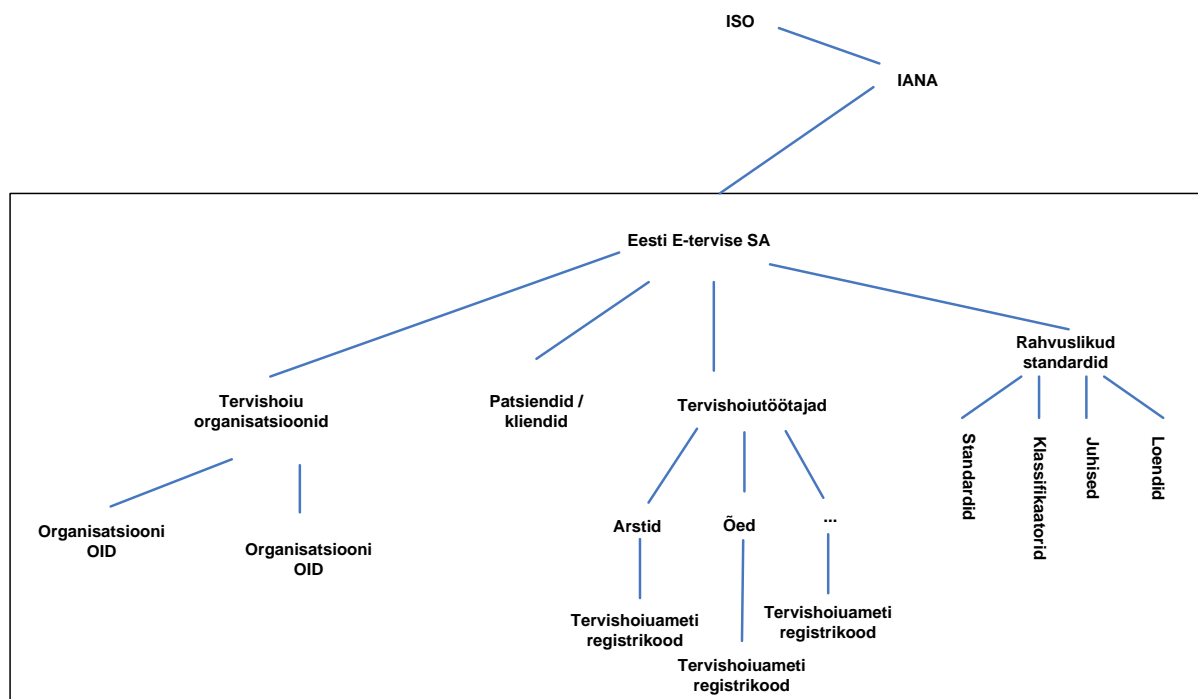 ISO
IANA
Eesti E-tervise SA
Tervishoiu
organisatsioonid
Patsiendid /
kliendid
Tervishoiutöötajad
Rahvuslikud
standardid
Organisatsiooni
OID
Organisatsiooni
OID
Arstid
Õed
...
Tervishoiuameti
registrikood
Tervishoiuameti
registrikood
Tervishoiuameti
registrikood
Standardid
Klassifikaatorid
Juhised
Loendid